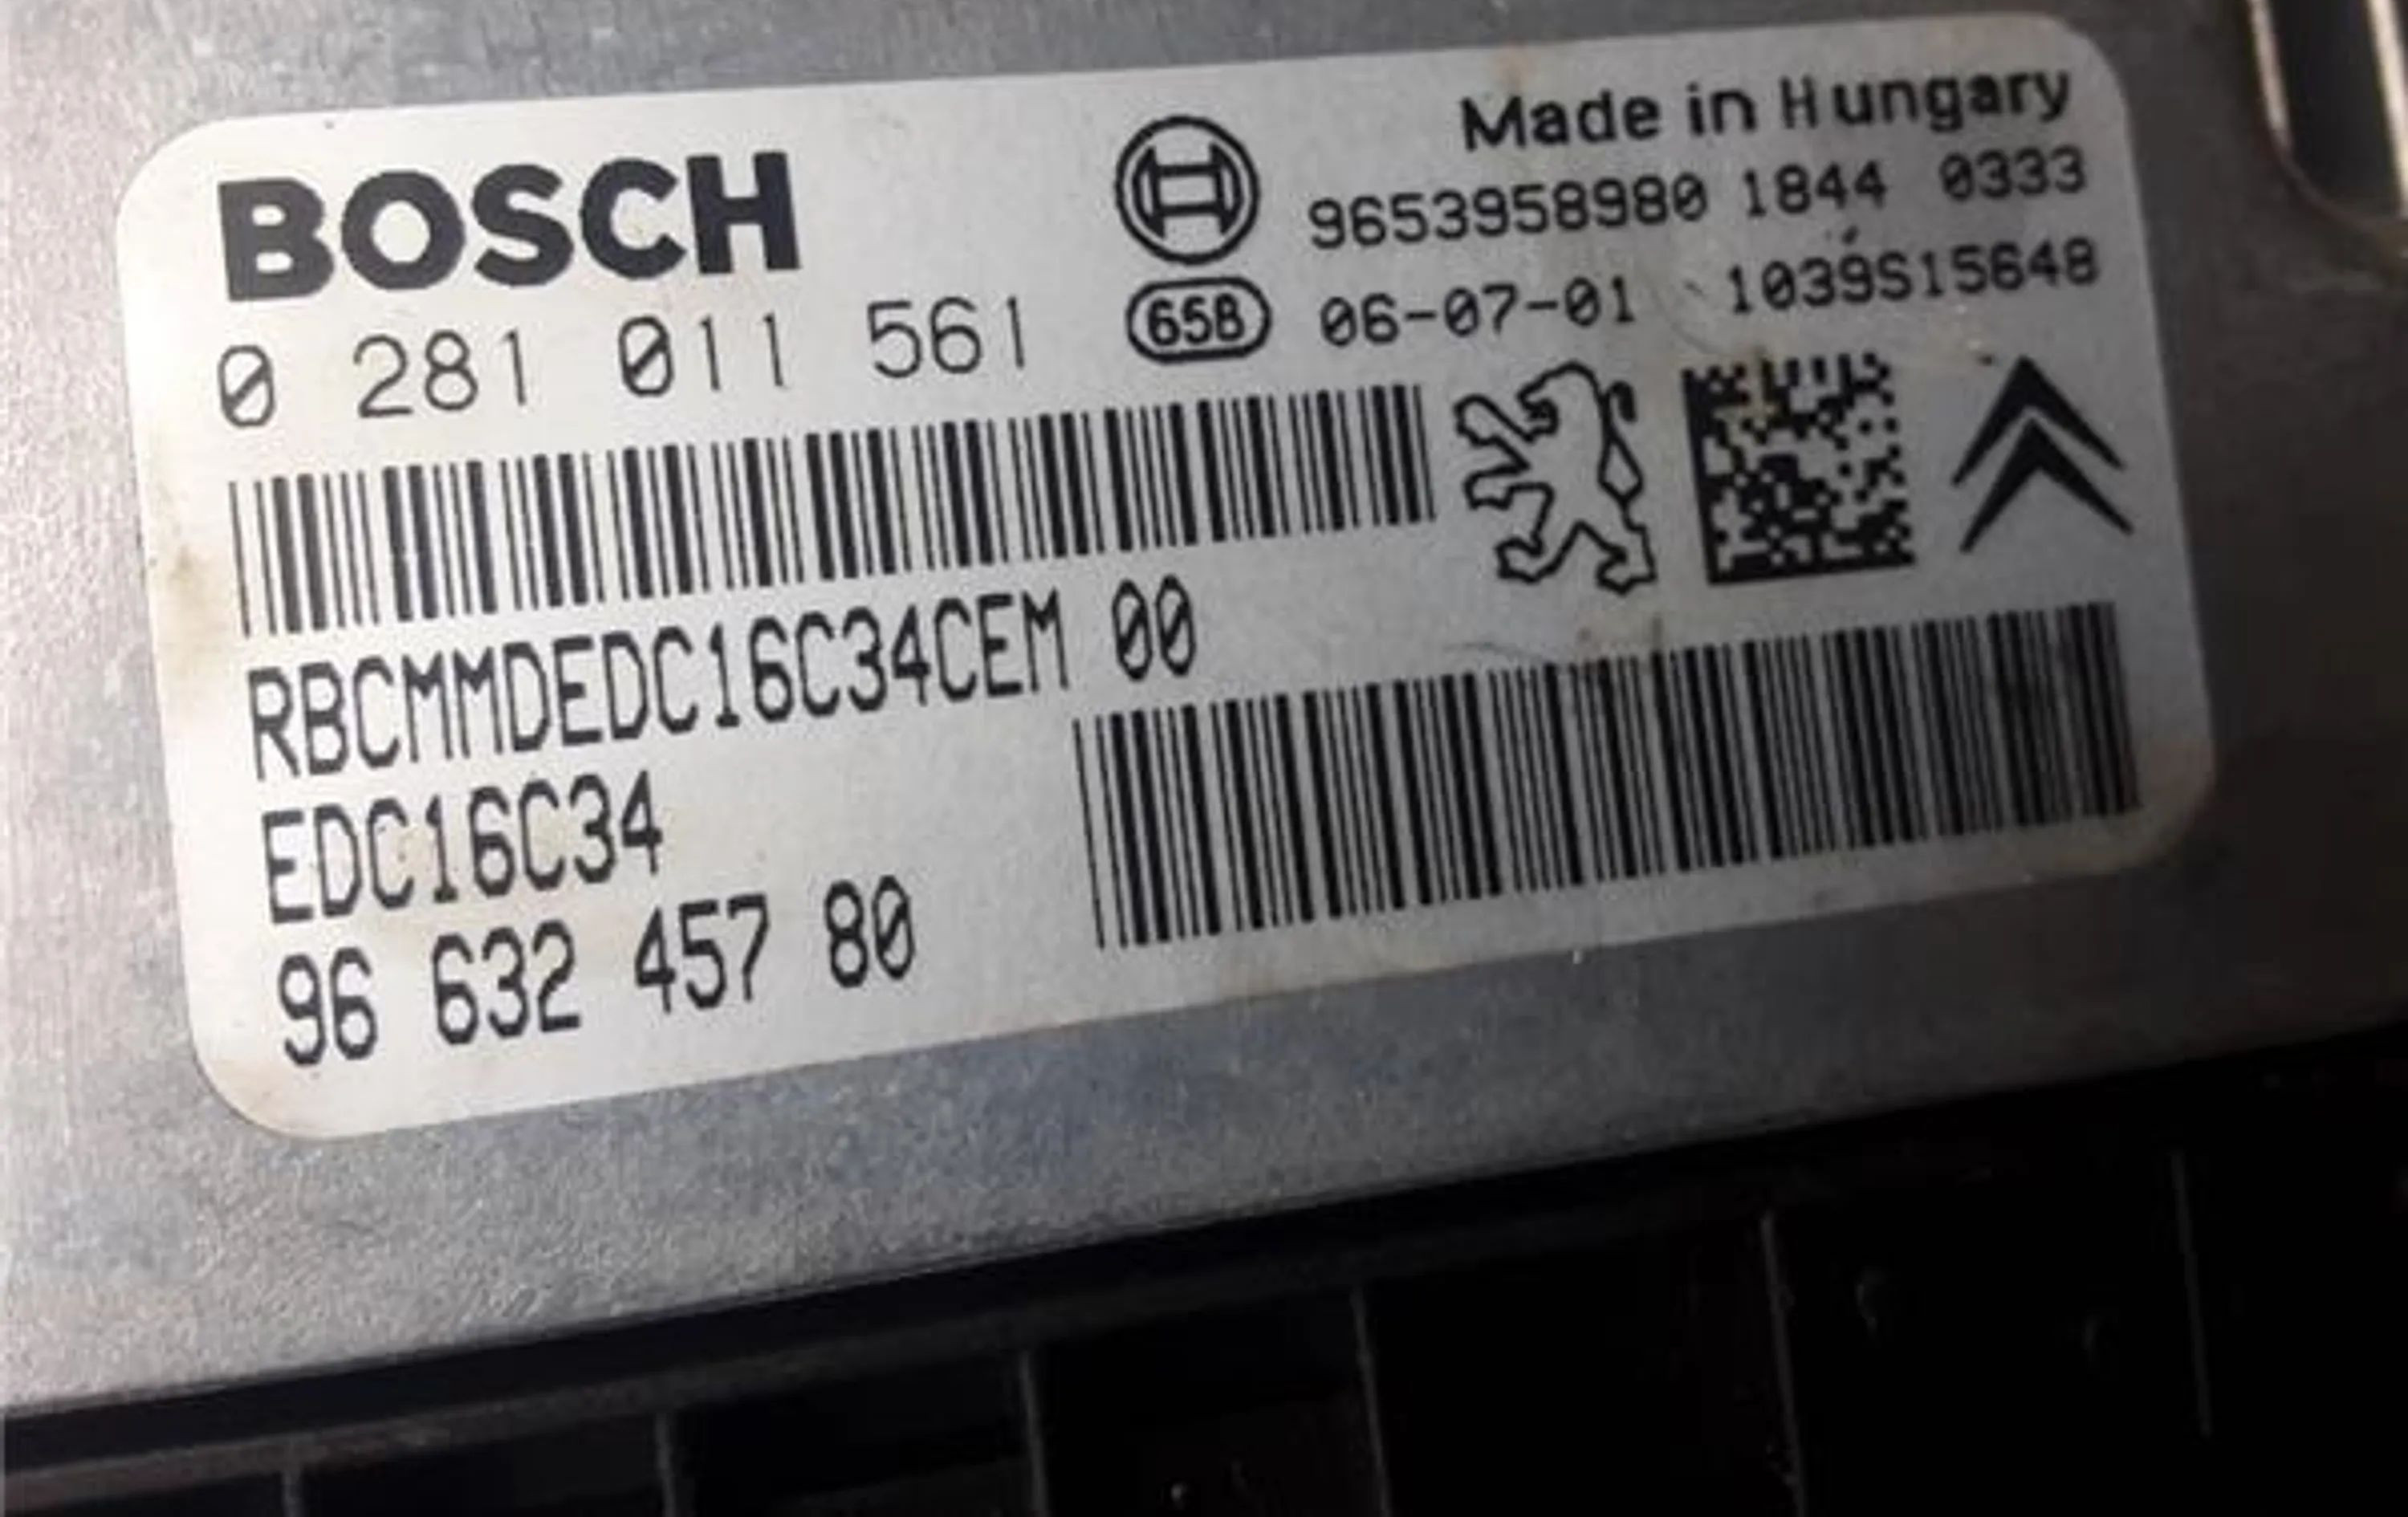 BOSCH
0 281 011 561
658
Made in Hungary
9653958980 1844 0333
06-07-01 1039S15648
RBCMMDEDC16C34CEM 00
EDC16C34
96 632 457 80